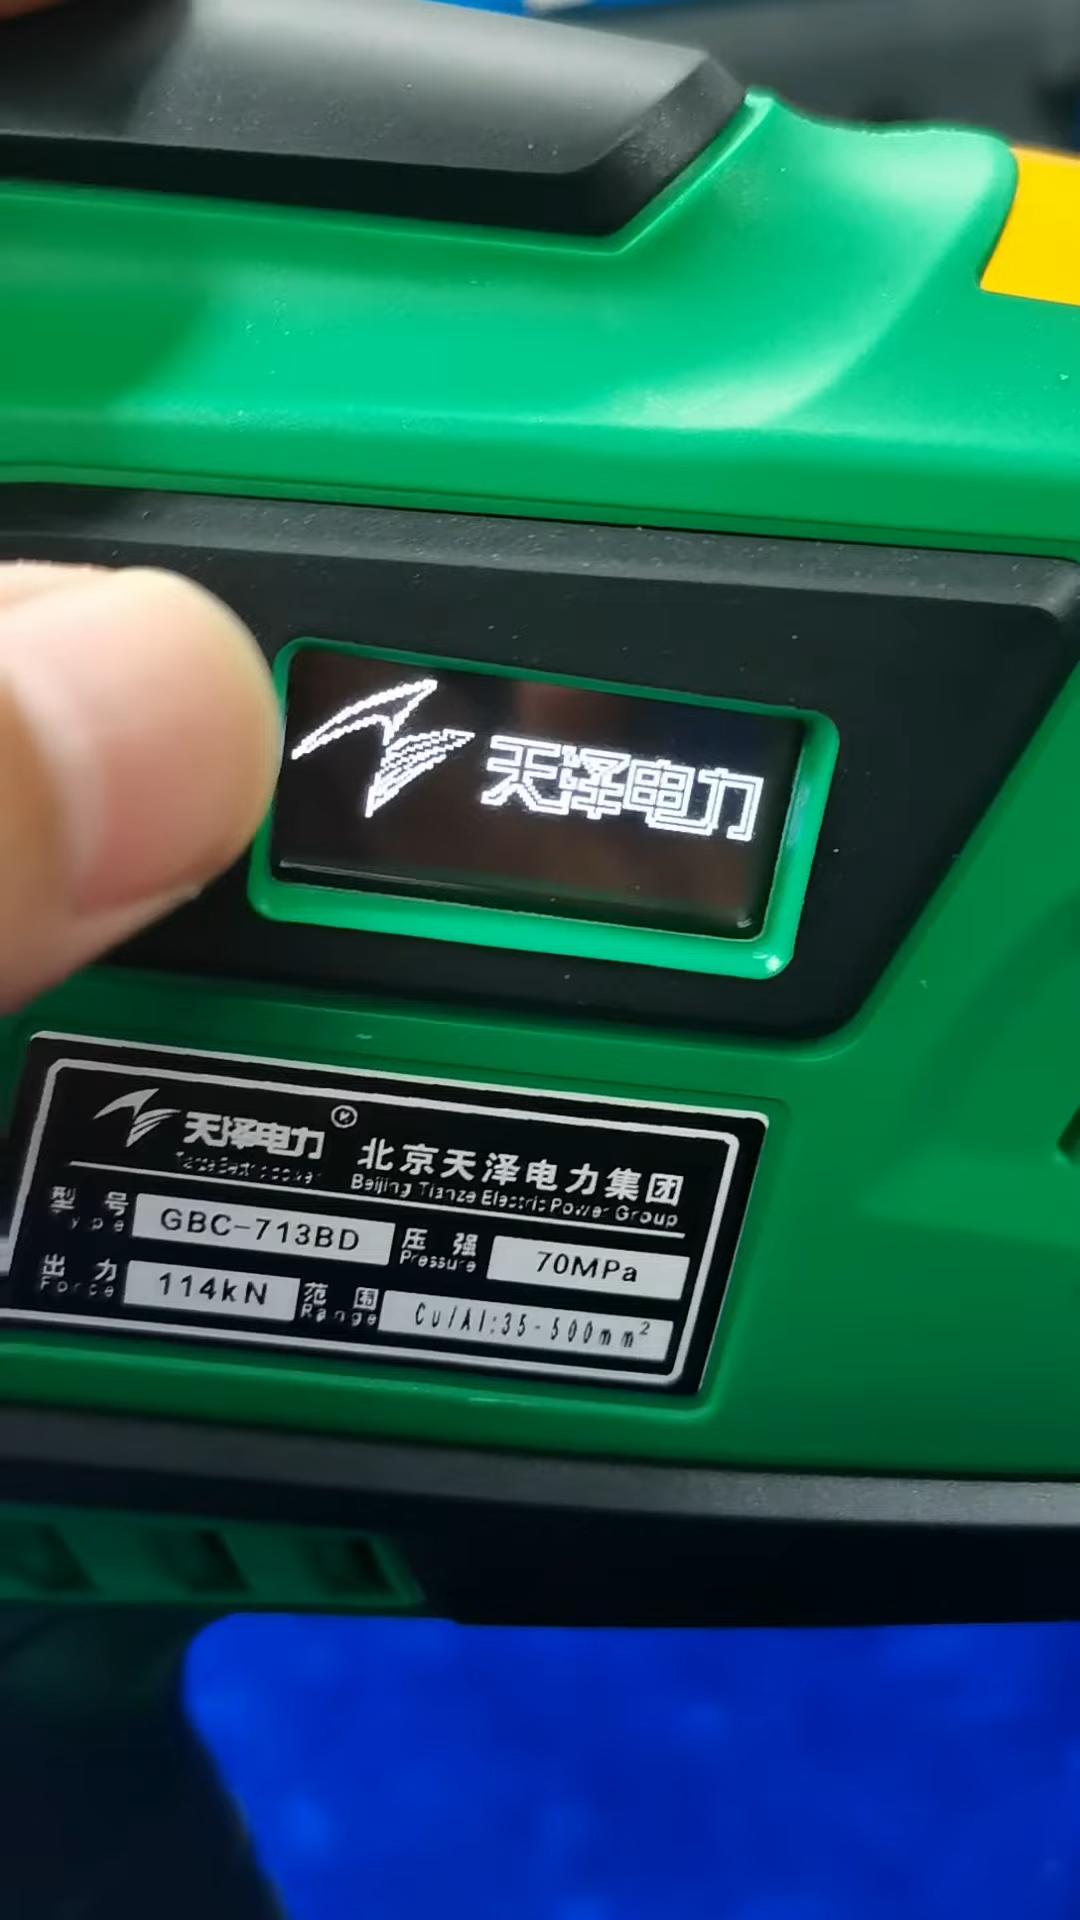 天泽电力
天泽电力 ®
北京天泽电力集团
Beijing Tianze Electric Power Group
型号 Type GBC-713BD 压强 Pressure 70MPa
出力 Force 114kN 范围 Range Cu/Al:35-500mm²